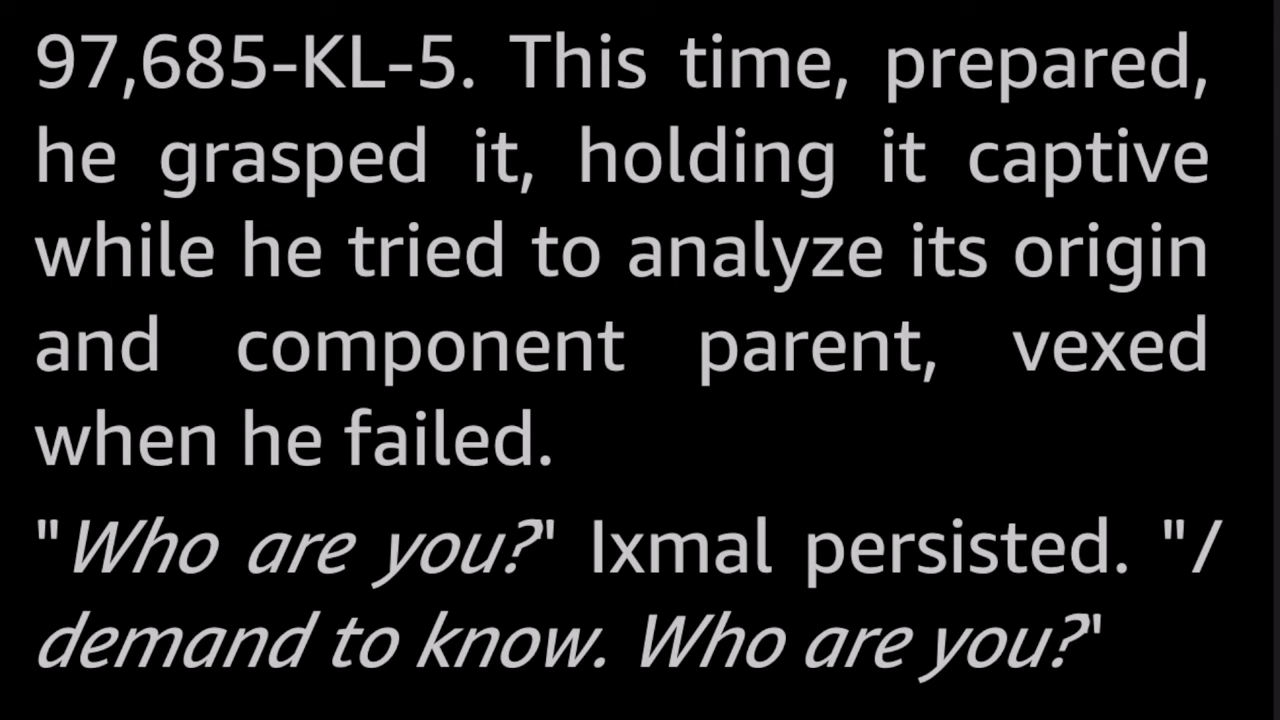 97,685-KL-5. This time, prepared,
he grasped it, holding it captive
while he tried to analyze its origin
and component parent, vexed
when he failed.
"Who are you?" Ixmal persisted. "/
demand to know. Who are you?"